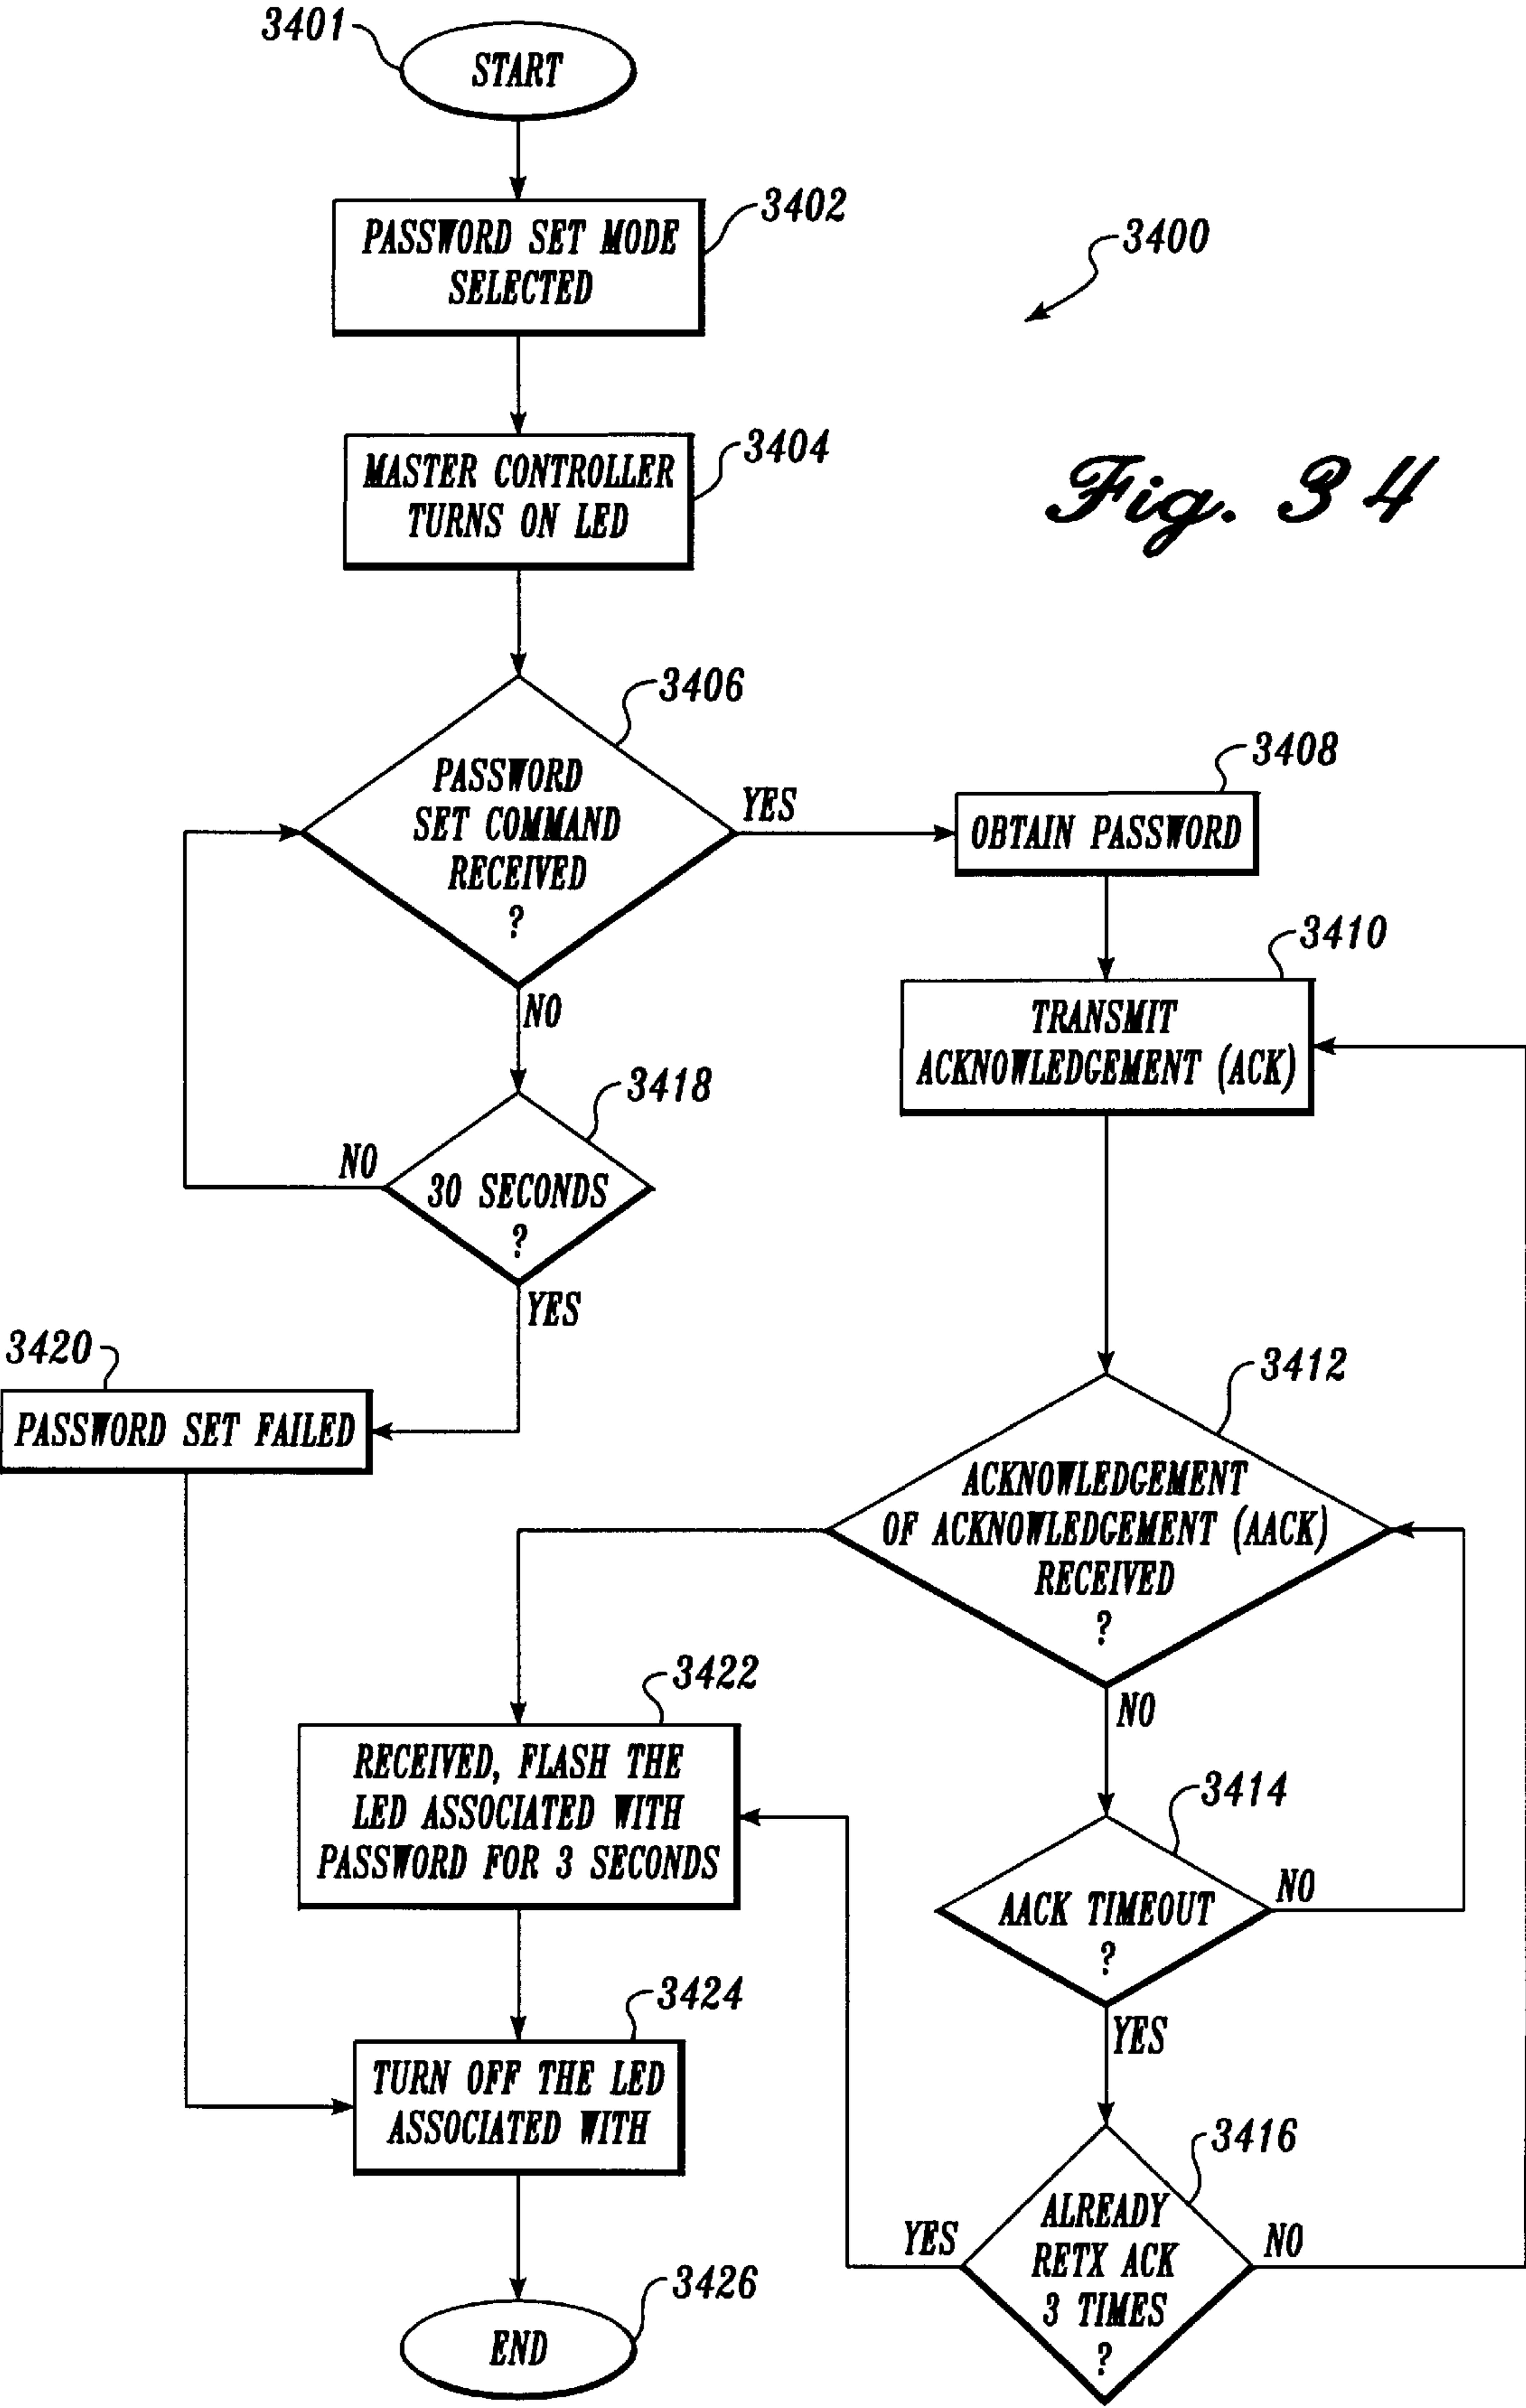 3401
START
3402
PASSWORD SET MODE
SELECTED
3400
3404
MASTER CONTROLLER
TURNS ON LED
Fig. 34
3406
PASSWORD
SET COMMAND
RECEIVED
?
YES
NO
3408
OBTAIN PASSWORD
3410
TRANSMIT
ACKNOWLEDGEMENT (ACK)
3418
30 SECONDS
?
NO
YES
3420
PASSWORD SET FAILED
3412
ACKNOWLEDGEMENT
OF ACKNOWLEDGEMENT (AACK)
RECEIVED
?
NO
3422
RECEIVED, FLASH THE
LED ASSOCIATED WITH
PASSWORD FOR 3 SECONDS
3414
AACK TIMEOUT
?
NO
YES
3424
TURN OFF THE LED
ASSOCIATED WITH
3416
ALREADY
RETX ACK
3 TIMES
?
YES
NO
3426
END